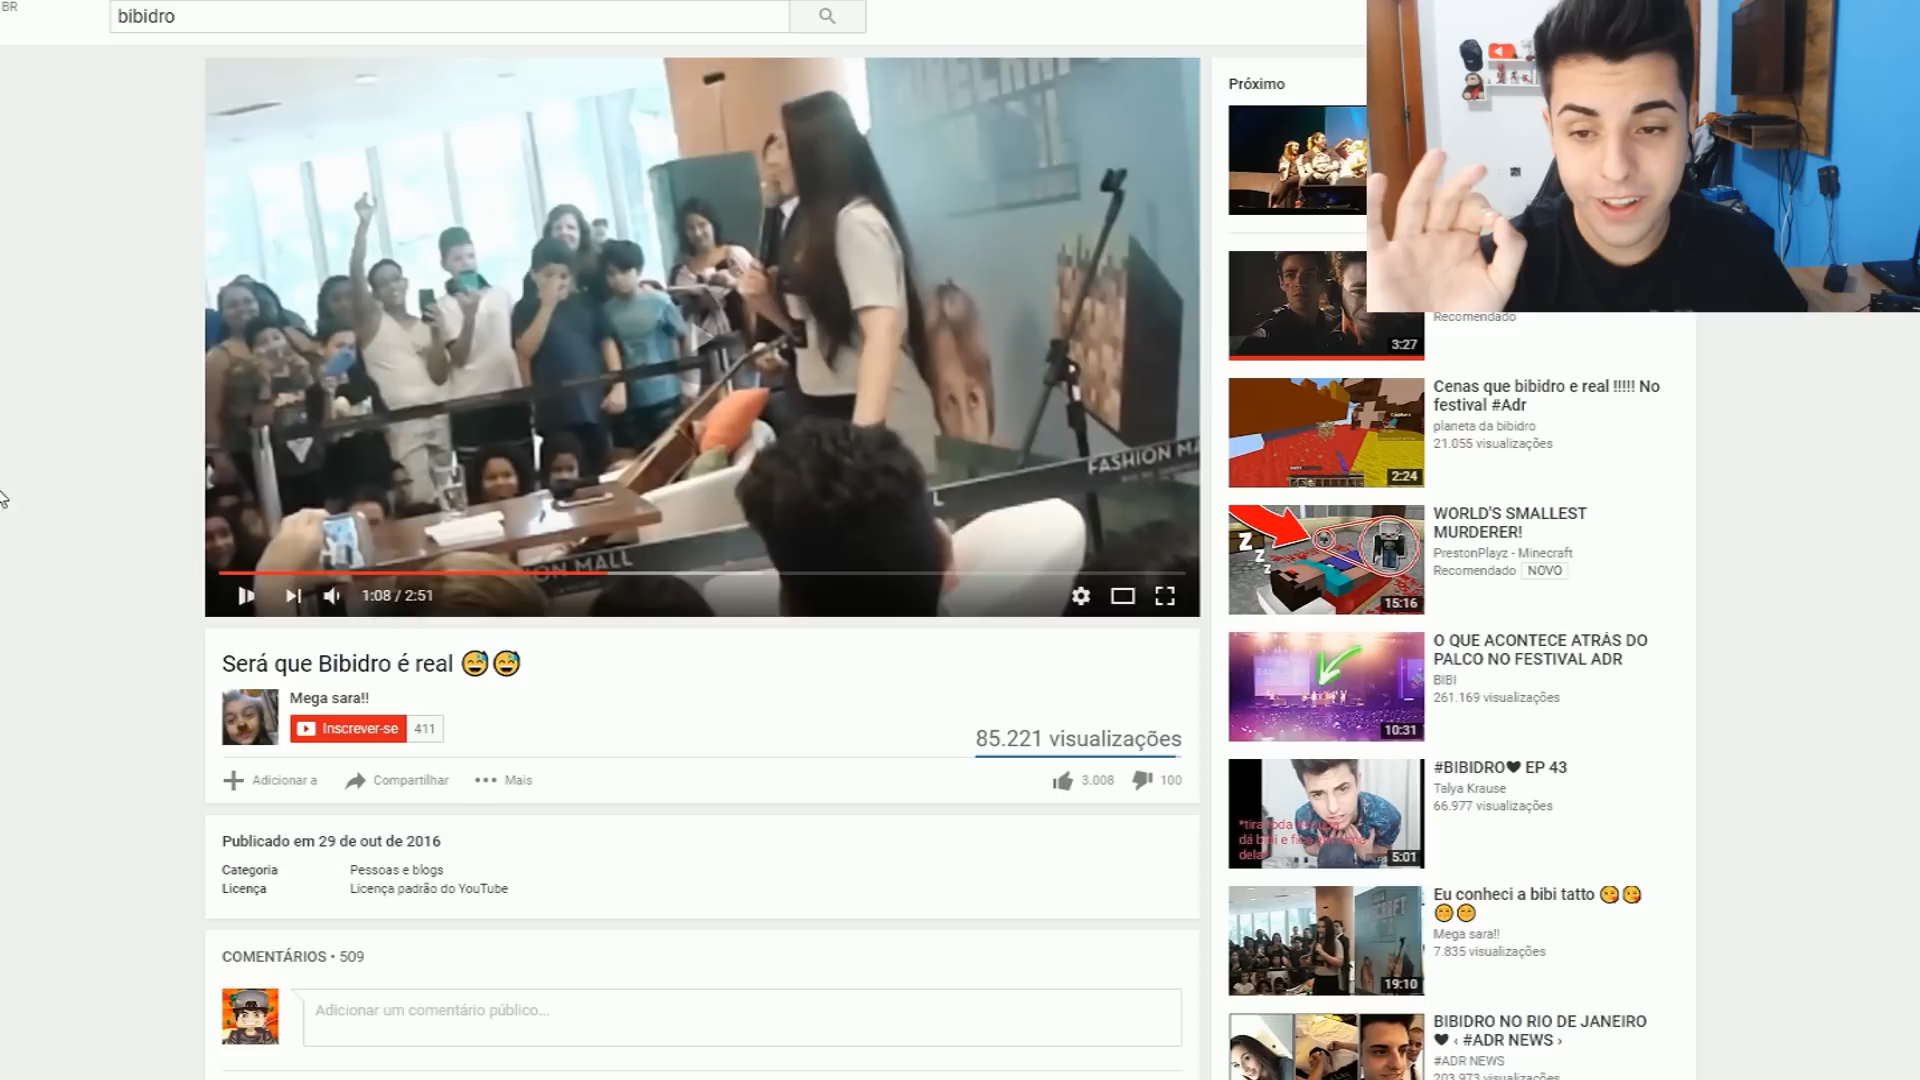 BR
bibidro
FASHION MA
MALL
1:08 / 2:51
Será que Bibidro é real 😅😅
Mega sara!!
Inscrever-se
411
85.221 visualizações
Adicionar a
Compartilhar
Mais
3.008
100
Publicado em 29 de out de 2016
Categoria
Pessoas e blogs
Licença
Licença padrão do YouTube
COMENTÁRIOS • 509
Adicionar um comentário público...
Próximo
3:27
Recomendado
2:24
Cenas que bibidro e real !!!!! No
festival #Adr
planeta da bibidro
21.055 visualizações
Z
z
z
15:16
WORLD'S SMALLEST
MURDERER!
PrestonPlayz - Minecraft
Recomendado NOVO
10:31
O QUE ACONTECE ATRÁS DO
PALCO NO FESTIVAL ADR
BIBI
261.169 visualizações
5:01
#BIBIDRO❤ EP 43
Talya Krause
66.977 visualizações
19:10
Eu conheci a bibi tatto 😋😋
😁😁
Mega sara!!
7.835 visualizações
BIBIDRO NO RIO DE JANEIRO
❤ ‹ #ADR NEWS ›
#ADR NEWS
203.973 visualizações